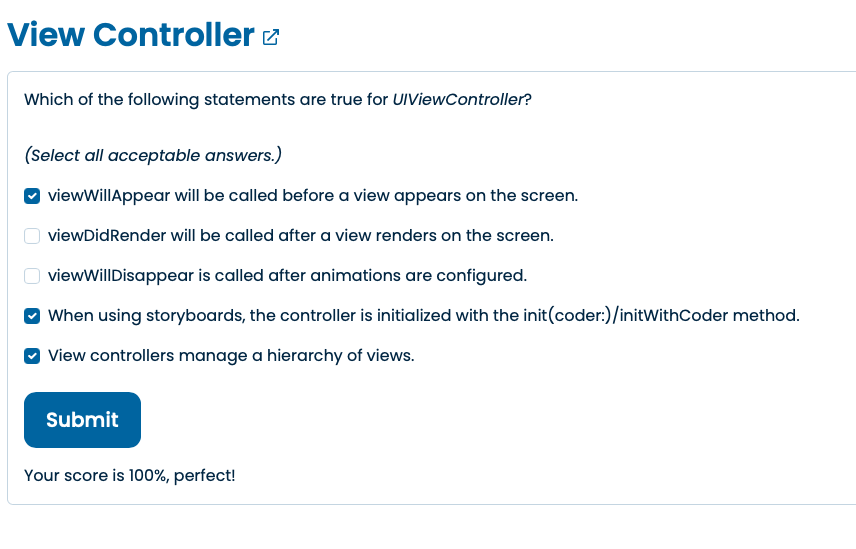 View Controller
Which of the following statements are true for UIViewController?
(Select all acceptable answers.)
viewWillAppear will be called before a view appears on the screen.
viewDidRender will be called after a view renders on the screen.
viewWillDisappear is called after animations are configured.
When using storyboards, the controller is initialized with the init(coder:)/initWithCoder method.
View controllers manage a hierarchy of views.
Submit
Your score is 100%, perfect!